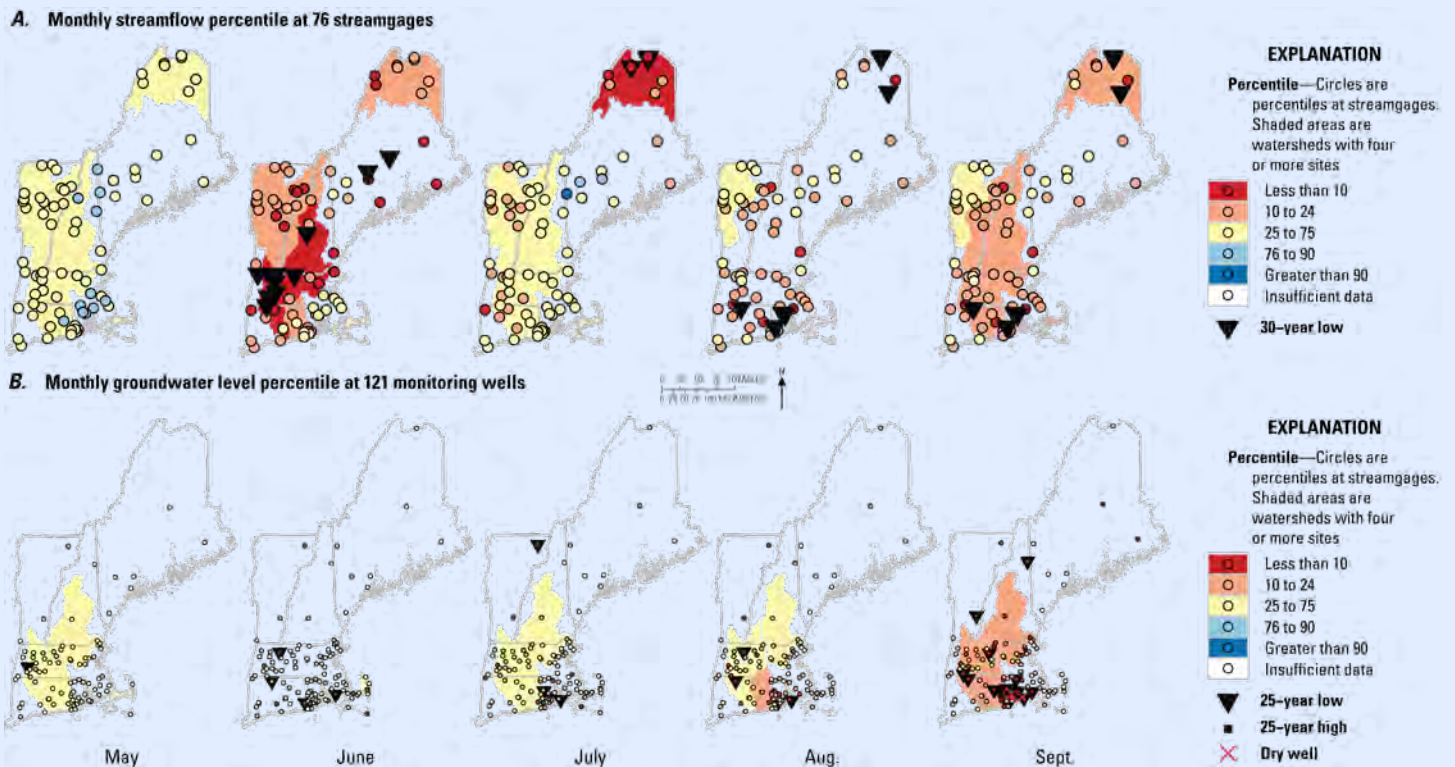 A. Monthly streamflow percentile at 76 streamgages
EXPLANATION
Percentile—Circles are
percentiles at streamgages.
Shaded areas are
watersheds with four
or more sites
Less than 10
10 to 24
25 to 75
76 to 90
Greater than 90
Insufficient data
30–year low
B. Monthly groundwater level percentile at 121 monitoring wells
N
EXPLANATION
Percentile—Circles are
percentiles at streamgages.
Shaded areas are
watersheds with four
or more sites
Less than 10
10 to 24
25 to 75
76 to 90
Greater than 90
Insufficient data
25–year low
25–year high
Dry well
May June July Aug. Sept.